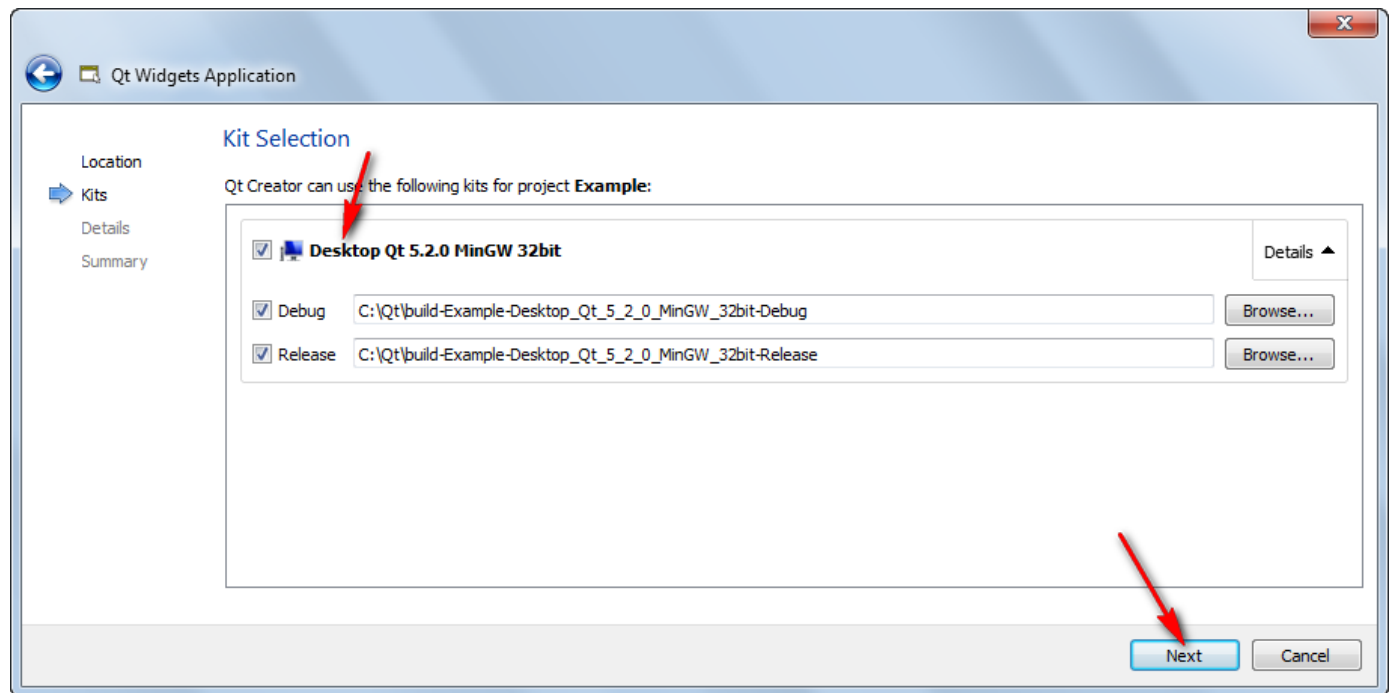 Qt Widgets Application
Kit Selection
Location
Kits
Details
Summary
Qt Creator can use the following kits for project Example:
Desktop Qt 5.2.0 MinGW 32bit
Details
Debug C:\Qt\build-Example-Desktop_Qt_5_2_0_MinGW_32bit-Debug Browse...
Release C:\Qt\build-Example-Desktop_Qt_5_2_0_MinGW_32bit-Release Browse...
Next Cancel